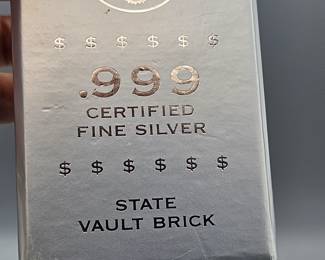 $ $ $ $ $ $
.999
CERTIFIED
FINE SILVER
$ $ $ $ $ $
STATE
VAULT BRICK